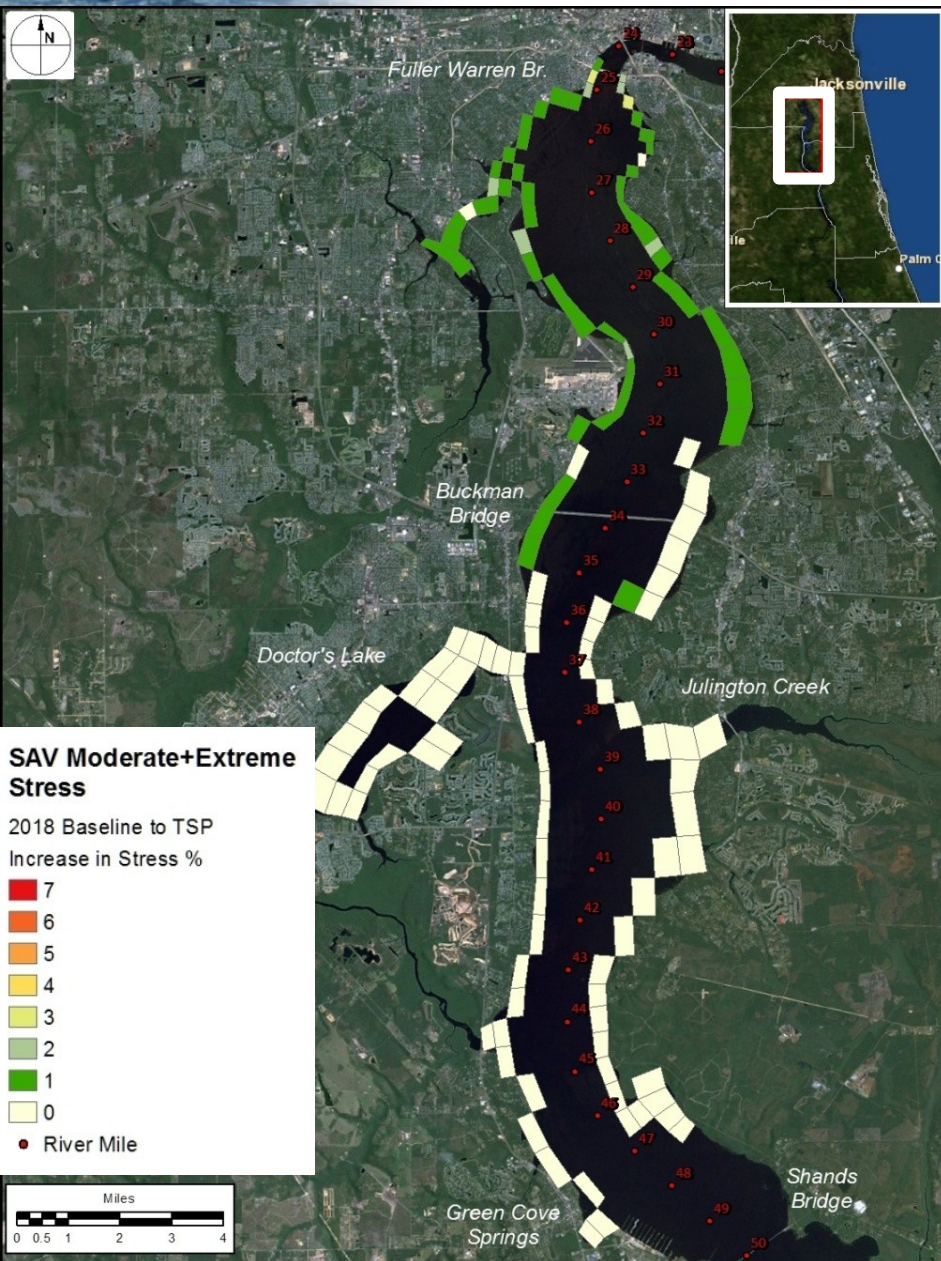 N
Fuller Warren Br.
24
23
25
26
27
28
29
30
31
32
33
Buckman
Bridge
34
35
36
Doctor's Lake
37
Julington Creek
38
39
40
41
42
43
44
45
46
47
48
Shands
Bridge
49
Green Cove
Springs
50
Jacksonville
ille
Palm C
SAV Moderate+Extreme
Stress
2018 Baseline to TSP
Increase in Stress %
7
6
5
4
3
2
1
0
River Mile
Miles
0 0.5 1 2 3 4